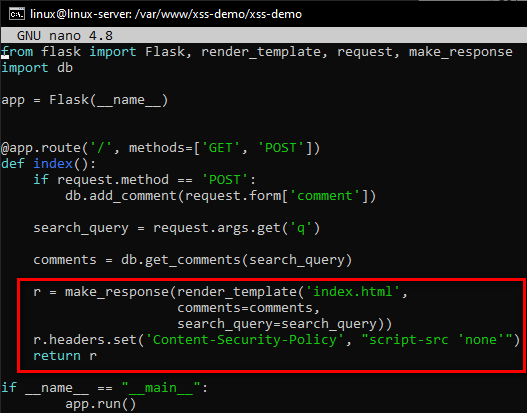 linux@linux-server: /var/www/xss-demo/xss-demo
GNU nano 4.8
from flask import Flask, render_template, request, make_response
import db
app = Flask(__name__)
@app.route('/', methods=['GET', 'POST'])
def index():
    if request.method == 'POST':
        db.add_comment(request.form['comment'])
    search_query = request.args.get('q')
    comments = db.get_comments(search_query)
    r = make_response(render_template('index.html',
                      comments=comments,
                      search_query=search_query))
    r.headers.set('Content-Security-Policy', "script-src 'none'")
    return r
if __name__ == "__main__":
        app.run()